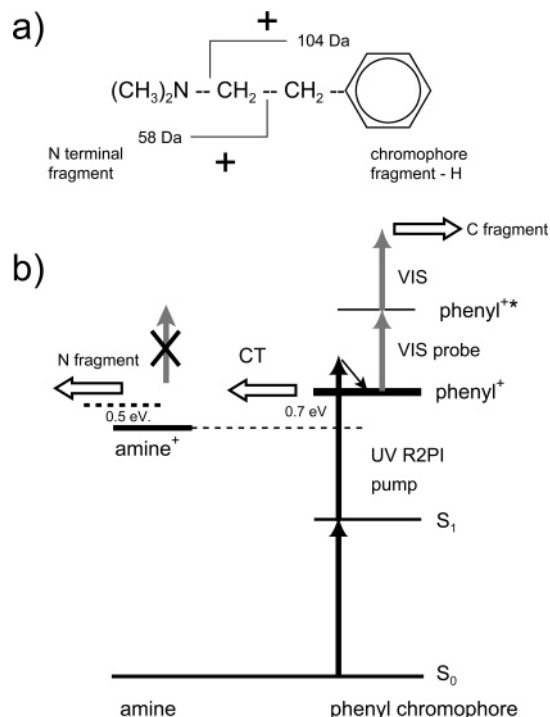 a)
+
104 Da
(CH₃)₂N -- CH₂ -- CH₂ --
58 Da
+
N terminal
fragment
chromophore
fragment - H
b)
C fragment
VIS
phenyl⁺*
VIS probe
N fragment
CT
phenyl⁺
0.5 eV.
0.7 eV
amine⁺
UV R2PI
pump
S₁
S₀
amine
phenyl chromophore